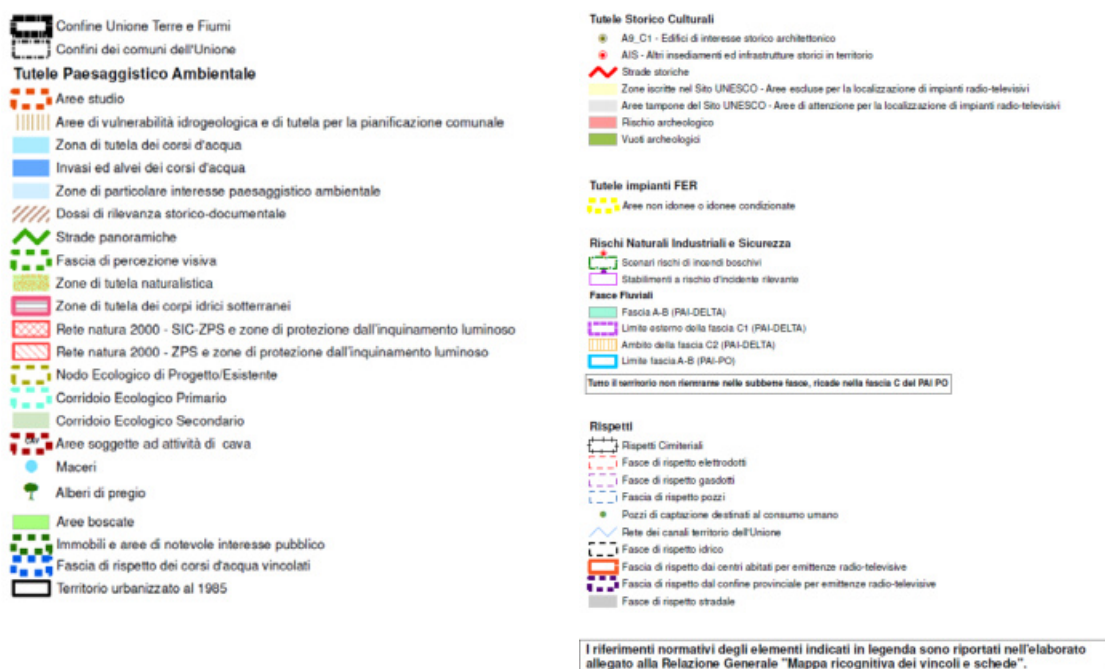 Confine Unione Terre e Fiumi
Confini dei comuni dell'Unione
Tutele Paesaggistico Ambientale
Aree studio
Aree di vulnerabilità idrogeologica e di tutela per la pianificazione comunale
Zona di tutela dei corsi d'acqua
Invasi ed alvei dei corsi d'acqua
Zone di particolare interesse paesaggistico ambientale
Dossi di rilevanza storico-documentale
Strade panoramiche
Fascia di percezione visiva
Zone di tutela naturalistica
Zone di tutela dei corpi idrici sotterranei
Rete natura 2000 - SIC-ZPS e zone di protezione dall'inquinamento luminoso
Rete natura 2000 - ZPS e zone di protezione dall'inquinamento luminoso
Nodo Ecologico di Progetto/Esistente
Corridoio Ecologico Primario
Corridoio Ecologico Secondario
CAV Aree soggette ad attività di cava
Maceri
Alberi di pregio
Aree boscate
Immobili e aree di notevole interesse pubblico
Fascia di rispetto dei corsi d'acqua vincolati
Territorio urbanizzato al 1985
Tutele Storico Culturali
A9_C1 - Edifici di interesse storico architettonico
AIS - Altri insediamenti ed infrastrutture storici in territorio
Strade storiche
Zone iscritte nel Sito UNESCO - Aree escluse per la localizzazione di impianti radio-televisivi
Aree tampone del Sito UNESCO - Aree di attenzione per la localizzazione di impianti radio-televisivi
Rischio archeologico
Vuoti archeologici
Tutele impianti FER
Aree non idonee o idonee condizionate
Rischi Naturali Industriali e Sicurezza
Scenari rischi di incendi boschivi
Stabilimenti a rischio d'incidente rilevante
Fasce Fluviali
Fascia A-B (PAI-DELTA)
Limite esterno della fascia C1 (PAI-DELTA)
Ambito della fascia C2 (PAI-DELTA)
Limite fascia A-B (PAI-PO)
Tutto il territorio non rientrante nelle suddette fasce, ricade nella fascia C del PAI PO
Rispetti
Rispetti Cimiteriali
Fasce di rispetto elettrodotti
Fasce di rispetto gasdotti
Fascia di rispetto pozzi
Pozzi di captazione destinati al consumo umano
Rete dei canali territorio dell'Unione
Fasce di rispetto idrico
Fascia di rispetto dai centri abitati per emittenze radio-televisive
Fascia di rispetto dal confine provinciale per emittenze radio-televisive
Fasce di rispetto stradale
I riferimenti normativi degli elementi indicati in legenda sono riportati nell'elaborato
allegato alla Relazione Generale "Mappa ricognitiva dei vincoli e schede".